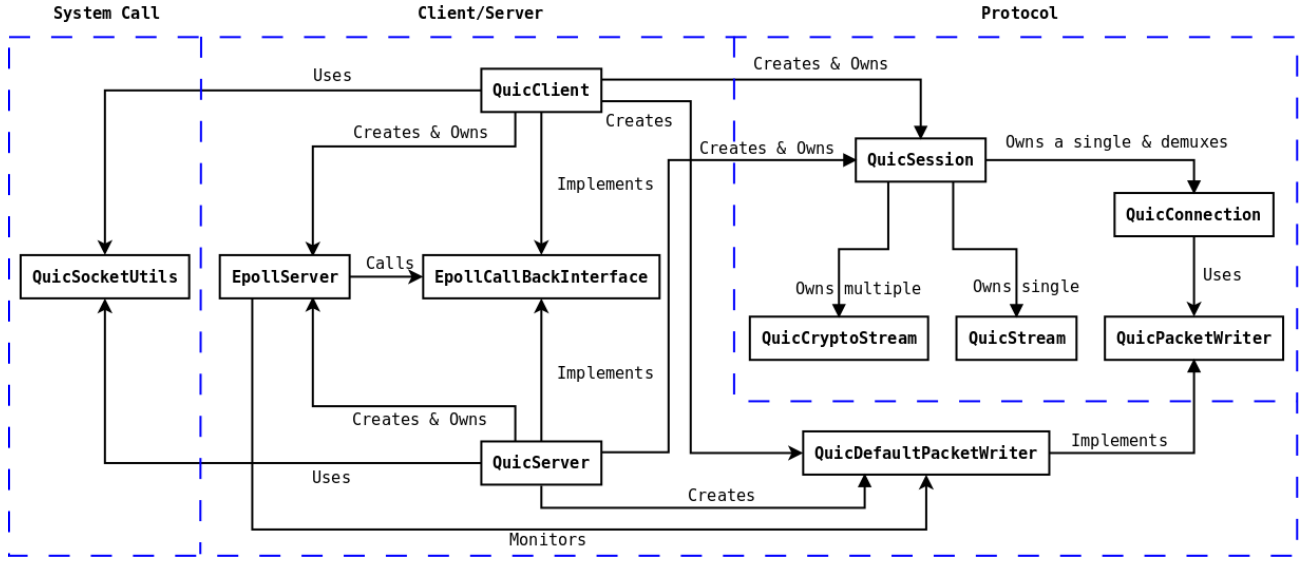 System Call
Client/Server
Protocol
Uses
QuicClient
Creates & Owns
Creates & Owns
Creates
Creates & Owns
QuicSession
Owns a single & demuxes
Implements
QuicConnection
QuicSocketUtils
EpollServer
Calls
EpollCallBackInterface
Uses
Owns multiple
Owns single
QuicCryptoStream
QuicStream
QuicPacketWriter
Implements
Creates & Owns
QuicServer
QuicDefaultPacketWriter
Implements
Uses
Creates
Monitors